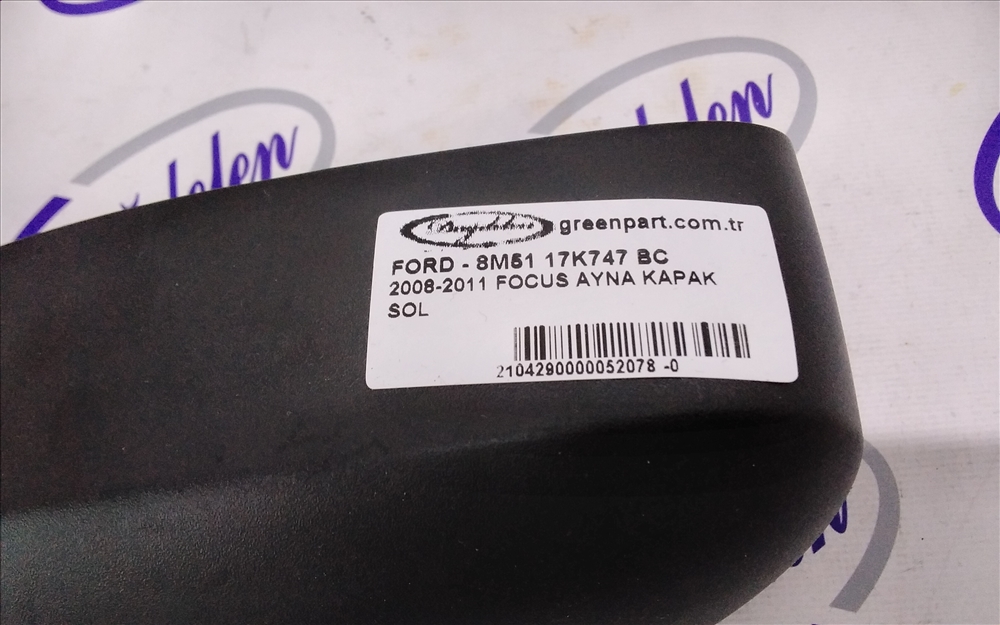 greenpart.com.tr
FORD - 8M51 17K747 BC
2008-2011 FOCUS AYNA KAPAK
SOL
2104290000052078 -0